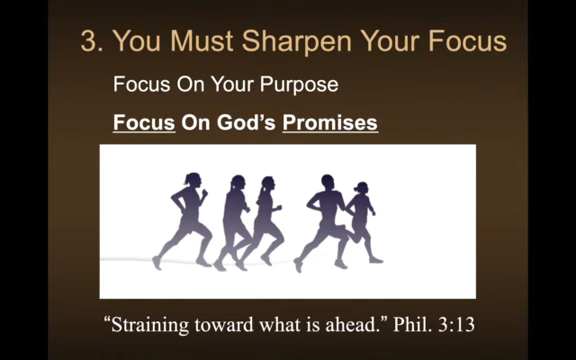 3. You Must Sharpen Your Focus
Focus On Your Purpose
Focus On God's Promises
“Straining toward what is ahead.” Phil. 3:13